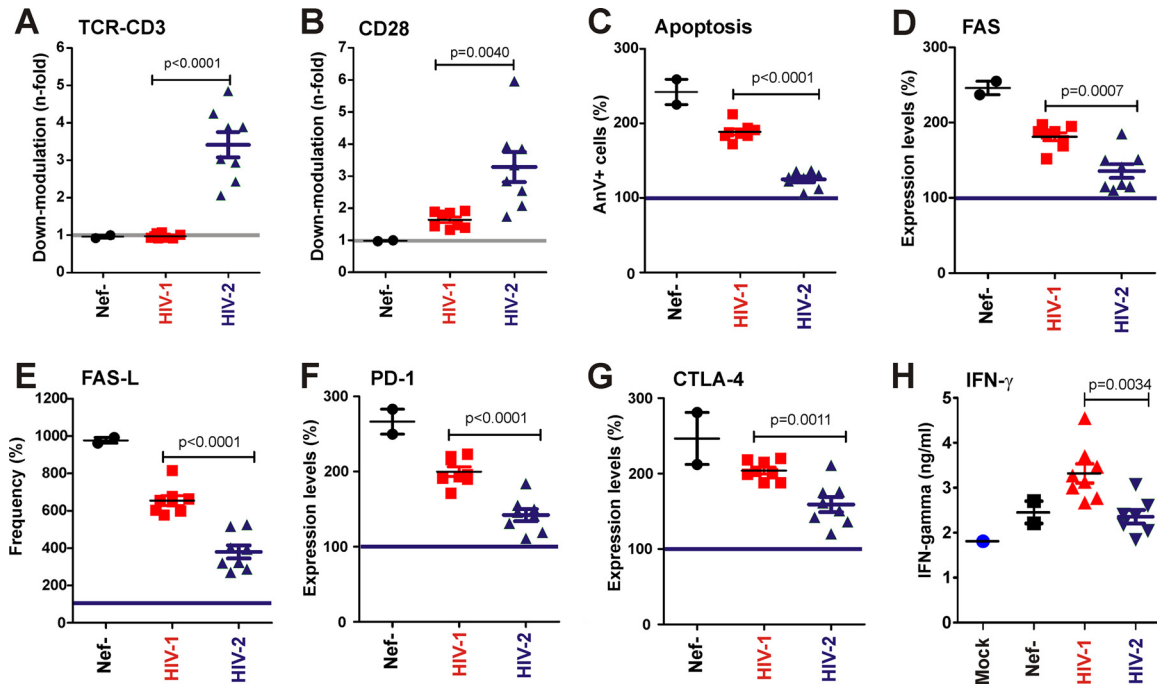 A TCR-CD3
Down-modulation (n-fold)
6
5
4
3
2
1
0
p<0.0001
Nef-
HIV-1
HIV-2
B CD28
Down-modulation (n-fold)
7
6
5
4
3
2
1
0
p=0.0040
Nef-
HIV-1
HIV-2
C Apoptosis
AnV+ cells (%)
300
200
100
0
p<0.0001
Nef-
HIV-1
HIV-2
D FAS
Expression levels (%)
300
200
100
0
p=0.0007
Nef-
HIV-1
HIV-2
E FAS-L
Frequency (%)
1200
1000
800
600
400
200
0
p<0.0001
Nef-
HIV-1
HIV-2
F PD-1
Expression levels (%)
300
200
100
0
p<0.0001
Nef-
HIV-1
HIV-2
G CTLA-4
Expression levels (%)
300
200
100
0
p=0.0011
Nef-
HIV-1
HIV-2
H IFN-γ
IFN-gamma (ng/ml)
5
4
3
2
1
0
p=0.0034
Mock
Nef-
HIV-1
HIV-2